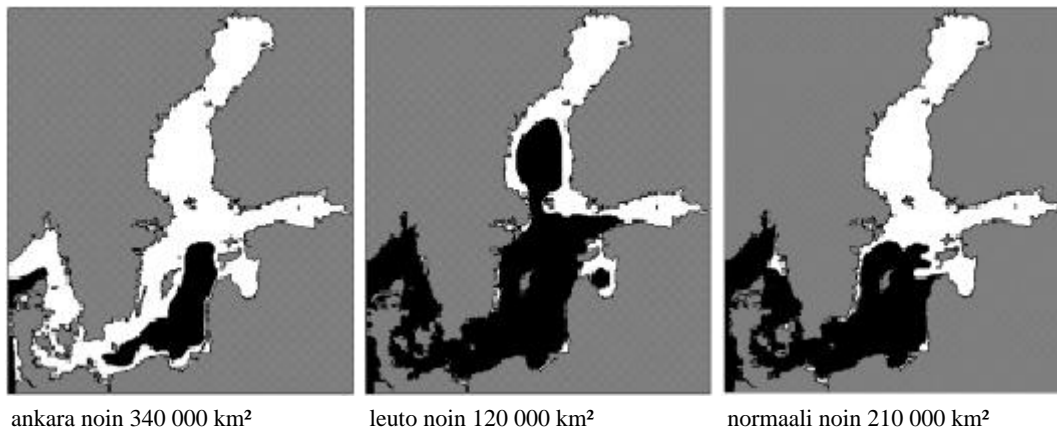 ankara noin 340 000 km²
leuto noin 120 000 km²
normaali noin 210 000 km²